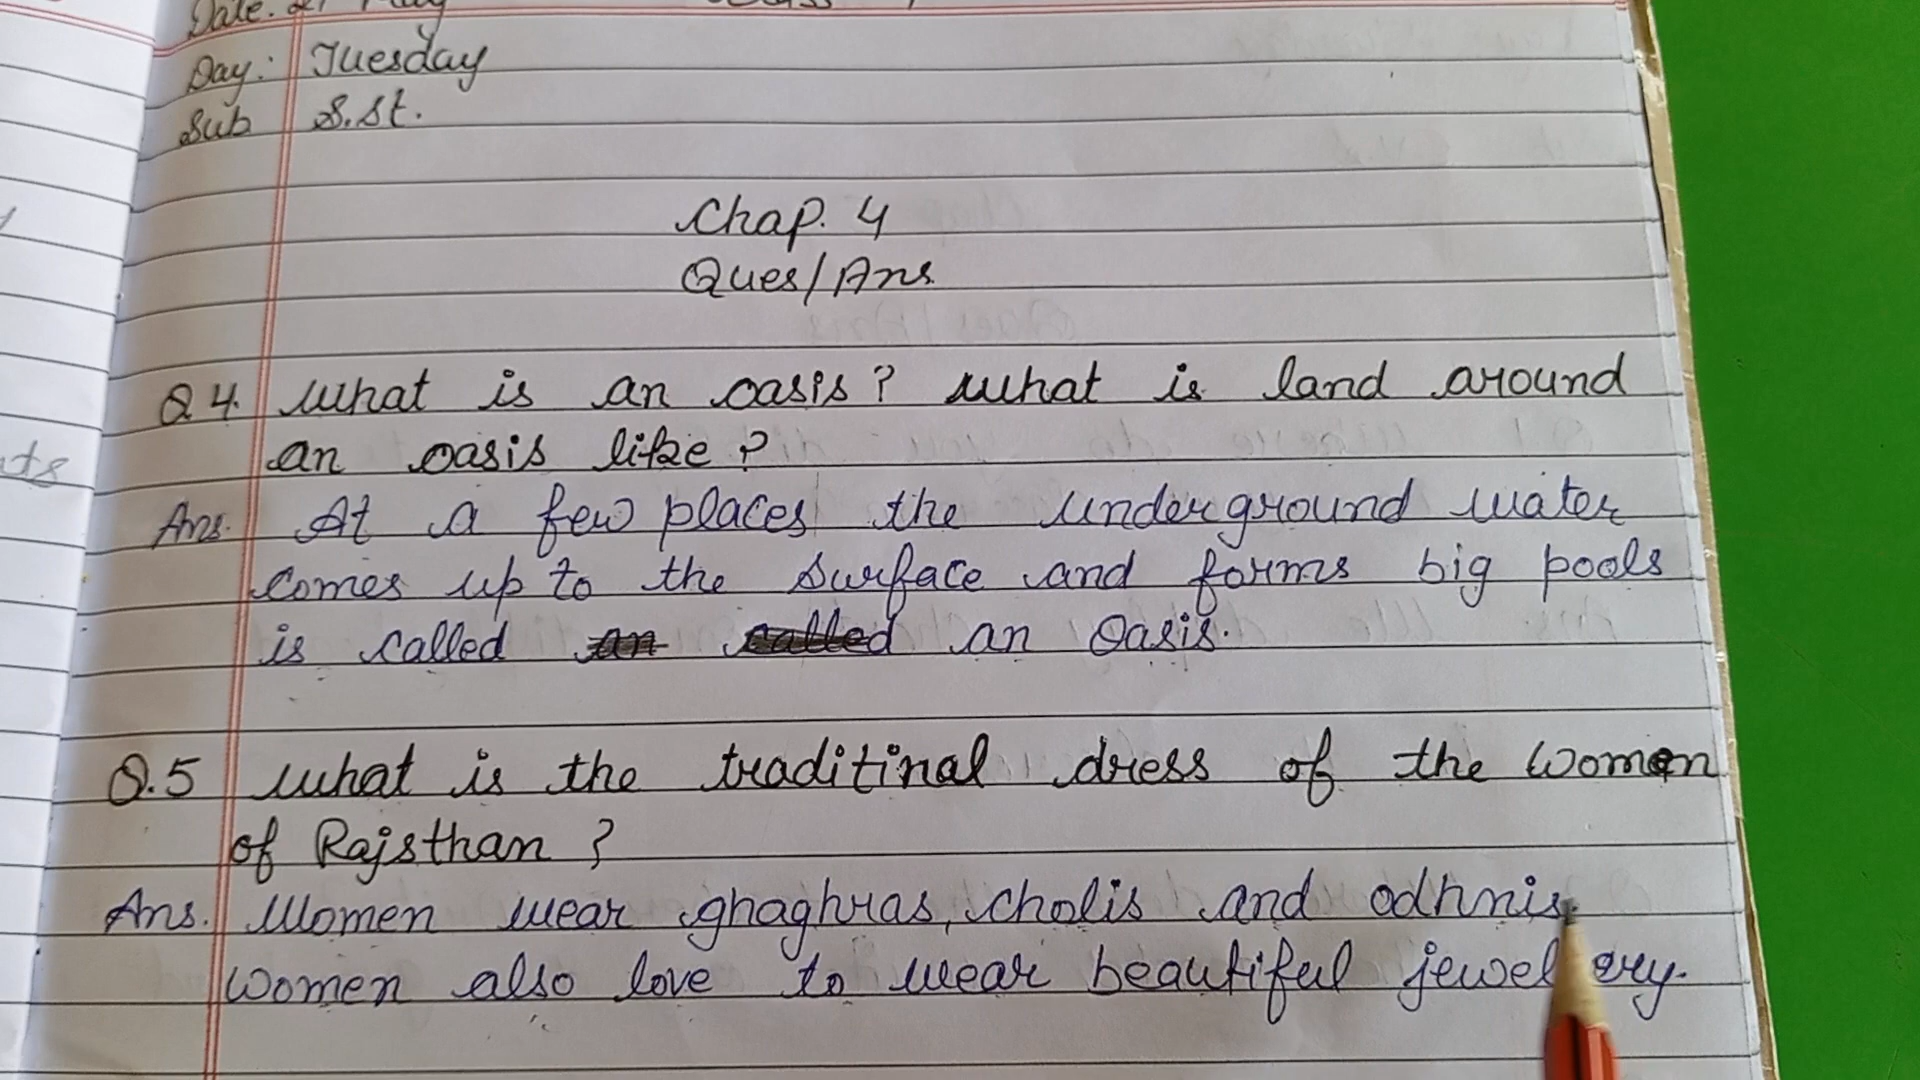 Date.
Day: Tuesday
Sub S.St.
Chap. 4
Ques/Ans.
Q 4. What is an oasis? What is land around
an oasis like?
Ans. At a few places the underground water
comes up to the surface and forms big pools
is called an called an Oasis.
Q.5 What is the traditinal dress of the women
of Rajsthan?
Ans. Women wear ghaghras, cholis and odhnis.
Women also love to wear beautiful jewellery.